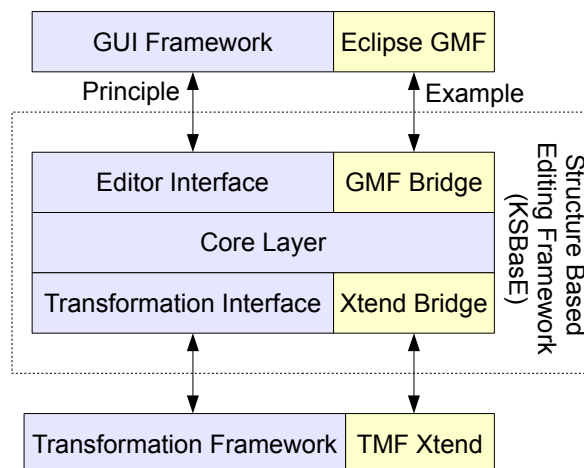 GUI Framework Eclipse GMF
Principle Example
Editor Interface GMF Bridge
Core Layer
Transformation Interface Xtend Bridge
Structure Based
Editing Framework
(KSBasE)
Transformation Framework TMF Xtend